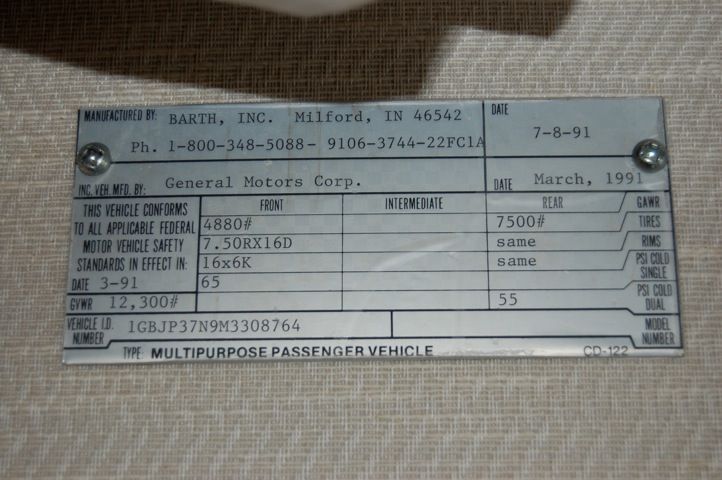 MANUFACTURED BY: BARTH, INC. Milford, IN 46542 DATE
Ph. 1-800-348-5088- 9106-3744-22FC1A 7-8-91
INC. VEH. MFD. BY: General Motors Corp. DATE March, 1991
THIS VEHICLE CONFORMS FRONT INTERMEDIATE REAR GAWR
TO ALL APPLICABLE FEDERAL 4880# 7500# TIRES
MOTOR VEHICLE SAFETY 7.50RX16D same RIMS
STANDARDS IN EFFECT IN: 16x6K same PSI COLD SINGLE
DATE 3-91 65 PSI COLD DUAL
GVWR 12,300# 55
VEHICLE I.D. NUMBER 1GBJP37N9M3308764 MODEL NUMBER
TYPE: MULTIPURPOSE PASSENGER VEHICLE CD-122